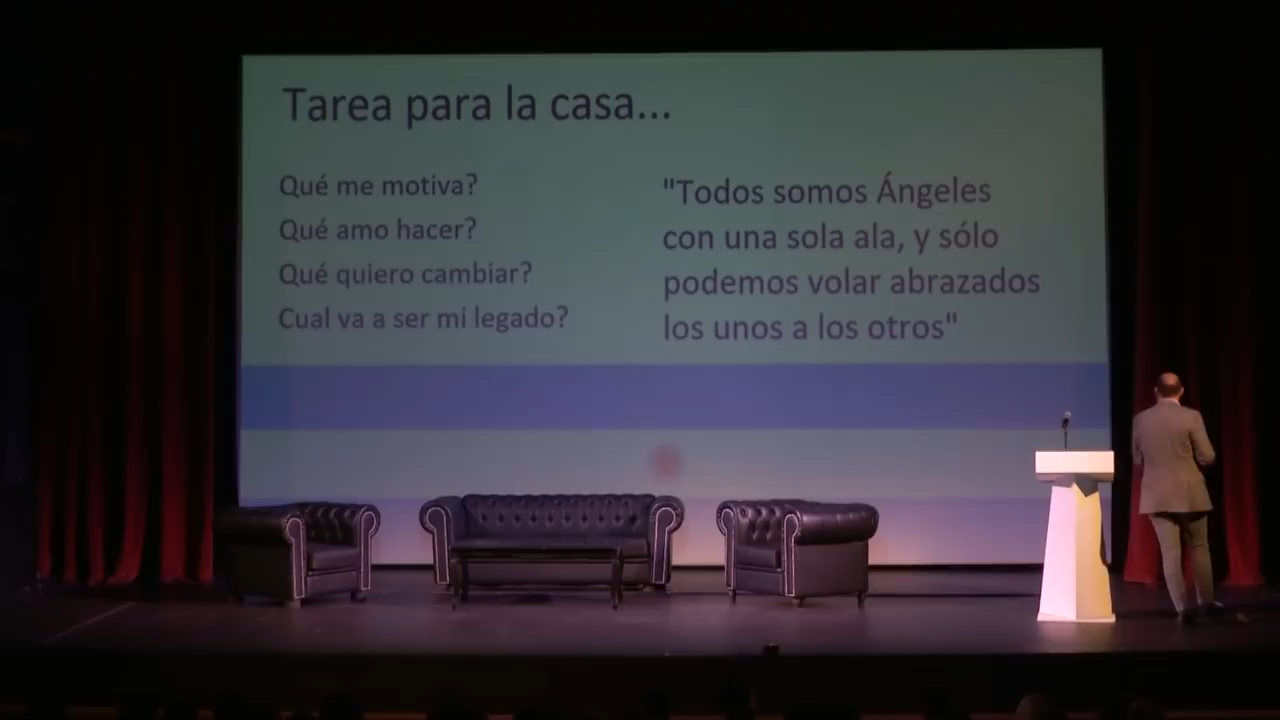 Tarea para la casa...
Qué me motiva?
Qué amo hacer?
Qué quiero cambiar?
Cual va a ser mi legado?
"Todos somos Ángeles
con una sola ala, y sólo
podemos volar abrazados
los unos a los otros"